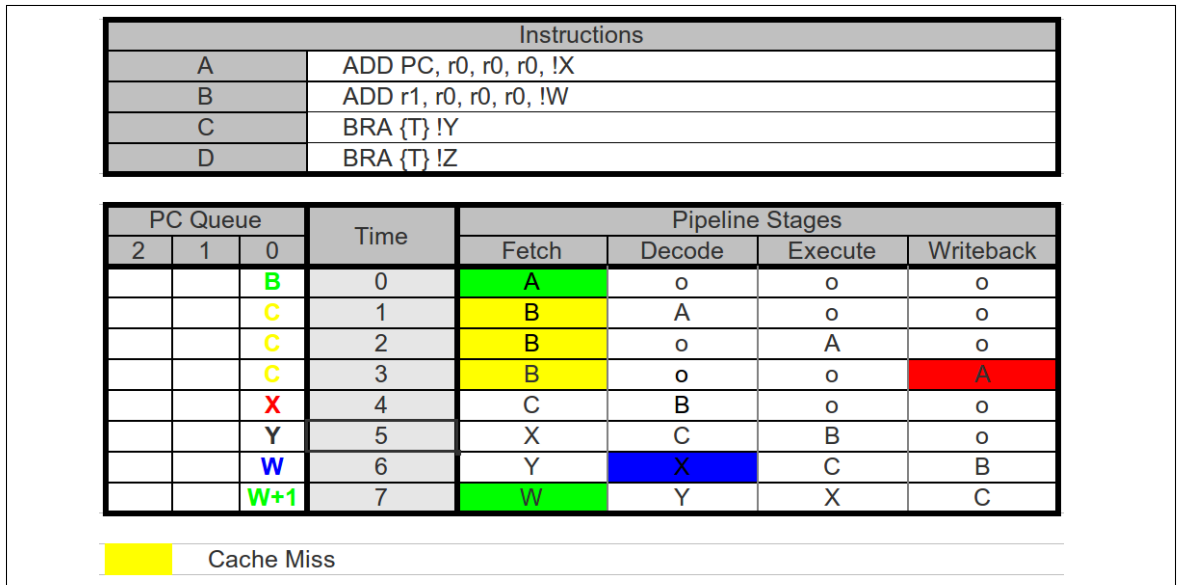 Instructions
A ADD PC, r0, r0, r0, !X
B ADD r1, r0, r0, r0, !W
C BRA {T} !Y
D BRA {T} !Z
PC Queue Time Pipeline Stages
2 1 0 Fetch Decode Execute Writeback
B 0 A o o o
C 1 B A o o
C 2 B o A o
C 3 B o o A
X 4 C B o o
Y 5 X C B o
W 6 Y X C B
W+1 7 W Y X C
Cache Miss